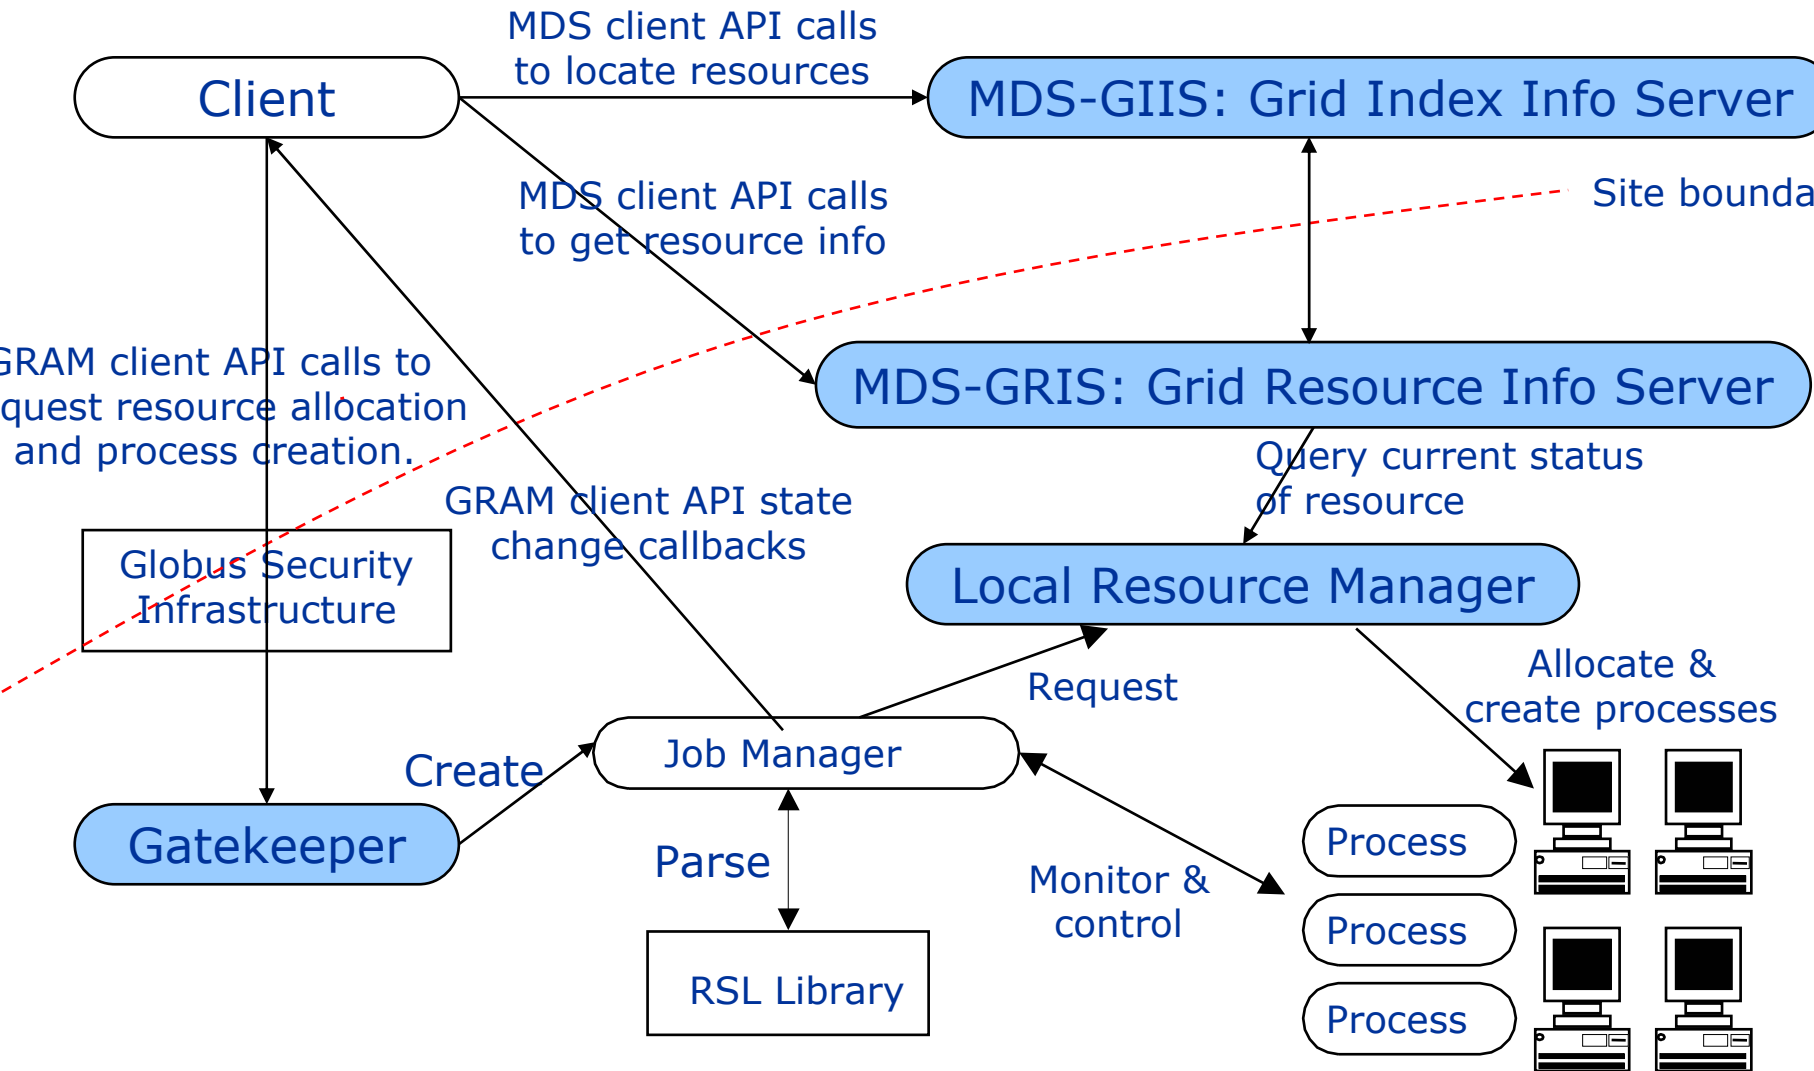 MDS client API calls
to locate resources
Client
MDS-GIIS: Grid Index Info Server
MDS client API calls
to get resource info
Site bounda
GRAM client API calls to
quest resource allocation
and process creation.
MDS-GRIS: Grid Resource Info Server
Query current status
of resource
GRAM client API state
change callbacks
Globus Security
Infrastructure
Local Resource Manager
Request
Allocate &
create processes
Job Manager
Create
Gatekeeper
Parse
Monitor &
control
Process
Process
Process
RSL Library